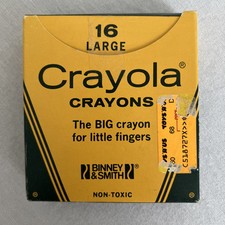 16
LARGE
Crayola®
CRAYONS
The BIG crayon
for little fingers
BINNEY
& SMITH®
NON-TOXIC